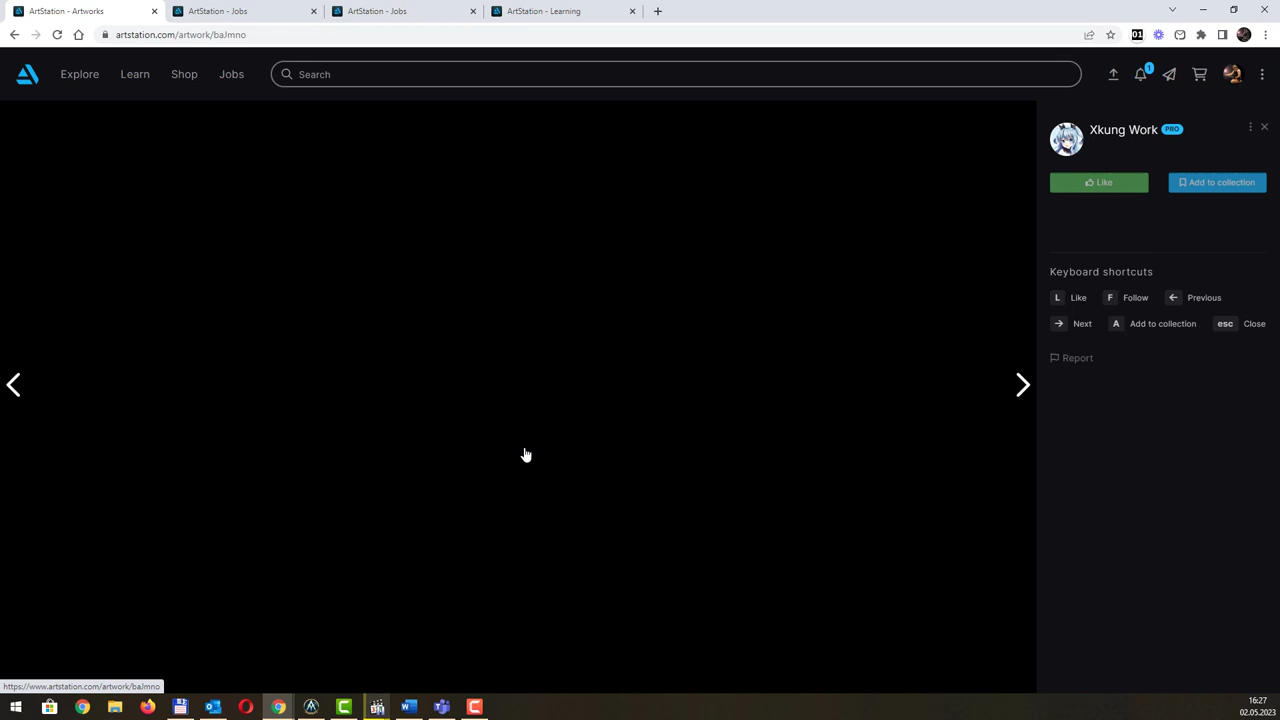 ArtStation - Artworks
ArtStation - Jobs
ArtStation - Jobs
ArtStation - Learning
artstation.com/artwork/baJmno
01
Explore
Learn
Shop
Jobs
Search
1
Xkung Work PRO
Like
Add to collection
Keyboard shortcuts
L Like F Follow Previous
Next A Add to collection esc Close
Report
https://www.artstation.com/artwork/baJmno
16:27
02.05.2023